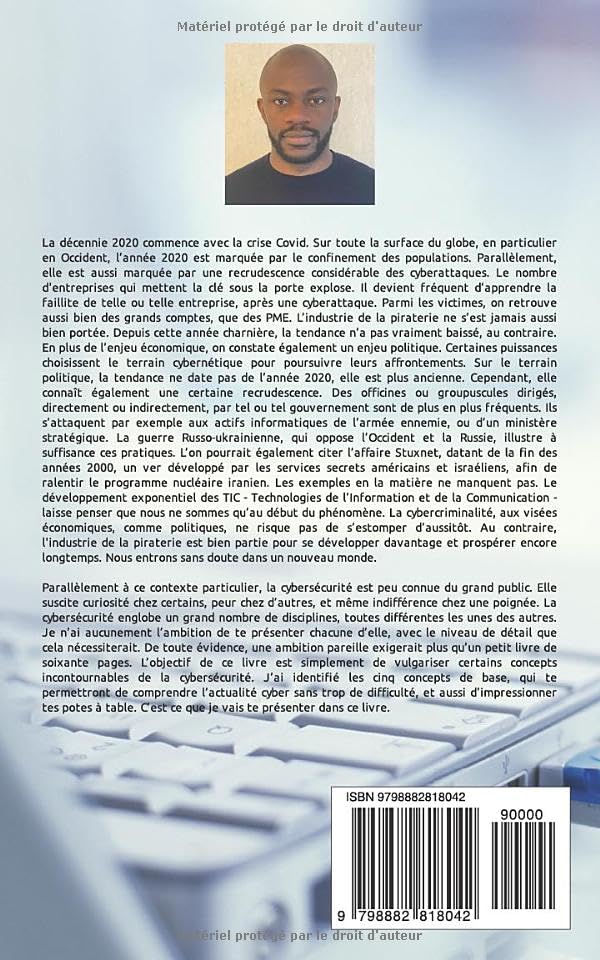 Matériel protégé par le droit d'auteur
La décennie 2020 commence avec la crise Covid. Sur toute la surface du globe, en particulier
en Occident, l'année 2020 est marquée par le confinement des populations. Parallèlement,
elle est aussi marquée par une recrudescence considérable des cyberattaques. Le nombre
d'entreprises qui mettent la clé sous la porte explose. Il devient fréquent d'apprendre la
faillite de telle ou telle entreprise, après une cyberattaque. Parmi les victimes, on retrouve
aussi bien des grands comptes, que des PME. L'industrie de la piraterie ne s'est jamais aussi
bien portée. Depuis cette année charnière, la tendance n'a pas vraiment baissé, au contraire.
En plus de l'enjeu économique, on constate également un enjeu politique. Certaines puissances
choisissent le terrain cybernétique pour poursuivre leurs affrontements. Sur le terrain
politique, la tendance ne date pas de l'année 2020, elle est plus ancienne. Cependant, elle
connaît également une certaine recrudescence. Des officines ou groupuscules dirigés,
directement ou indirectement, par tel ou tel gouvernement sont de plus en plus fréquents. Ils
s'attaquent par exemple aux actifs informatiques de l'armée ennemie, ou d'un ministère
stratégique. La guerre Russo-ukrainienne, qui oppose l'Occident et la Russie, illustre à
suffisance ces pratiques. L'on pourrait également citer l'affaire Stuxnet, datant de la fin des
années 2000, un ver développé par les services secrets américains et israéliens, afin de
ralentir le programme nucléaire iranien. Les exemples en la matière ne manquent pas. Le
développement exponentiel des TIC - Technologies de l'Information et de la Communication -
laisse penser que nous ne sommes qu'au début du phénomène. La cybercriminalité, aux visées
économiques, comme politiques, ne risque pas de s'estomper d'aussitôt. Au contraire,
l'industrie de la piraterie est bien partie pour se développer davantage et prospérer encore
longtemps. Nous entrons sans doute dans un nouveau monde.
Parallèlement à ce contexte particulier, la cybersécurité est peu connue du grand public. Elle
suscite curiosité chez certains, peur chez d'autres, et même indifférence chez une poignée. La
cybersécurité englobe un grand nombre de disciplines, toutes différentes les unes des autres.
Je n'ai aucunement l'ambition de te présenter chacune d'elle, avec le niveau de détail que
cela nécessiterait. De toute évidence, une ambition pareille exigerait plus qu'un petit livre de
soixante pages. L'objectif de ce livre est simplement de vulgariser certains concepts
incontournables de la cybersécurité. J'ai identifié les cinq concepts de base, qui te
permettront de comprendre l'actualité cyber sans trop de difficulté, et aussi d'impressionner
tes potes à table. C'est ce que je vais te présenter dans ce livre.
ISBN 9798882818042
90000
9 798882 818042
tériel protégé par le droit d'auteur